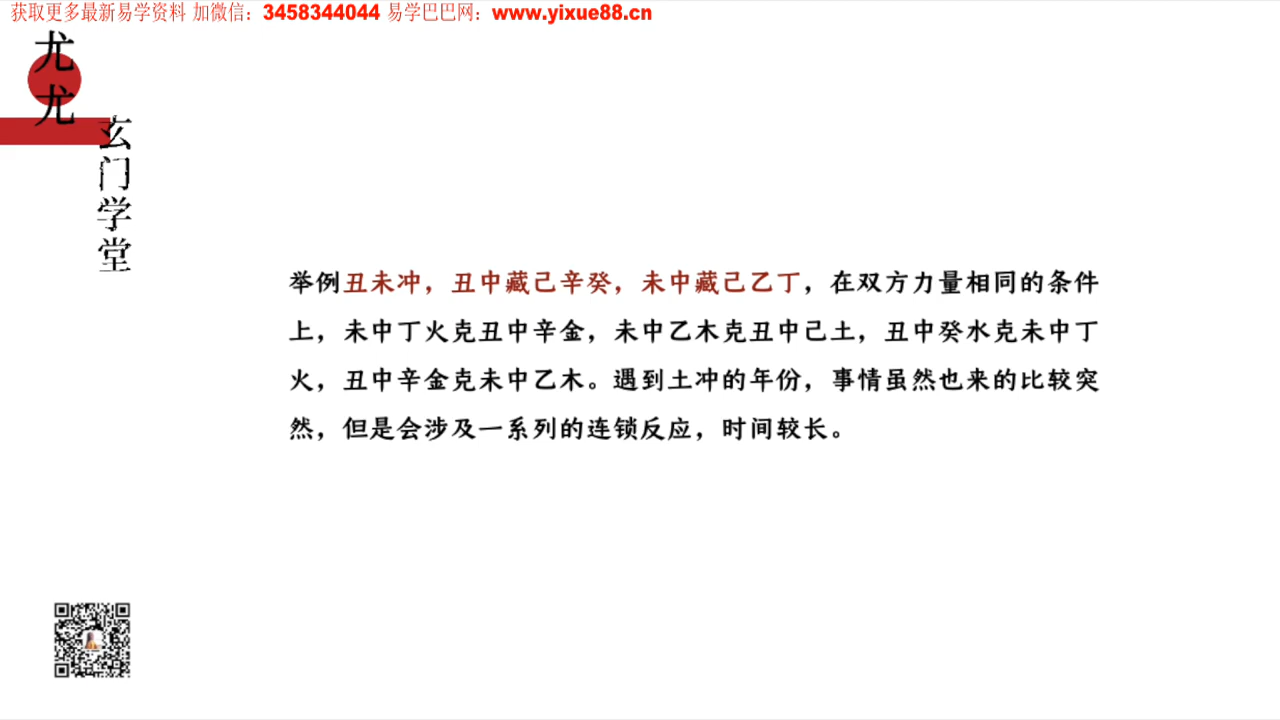 获取更多最新易学资料 加微信：3458344044 易学巴巴网：www.yixue88.cn
尤尤
玄门学堂
举例丑未冲，丑中藏己辛癸，未中藏己乙丁，在双方力量相同的条件
上，未中丁火克丑中辛金，未中乙木克丑中己土，丑中癸水克未中丁
火，丑中辛金克未中乙木。遇到土冲的年份，事情虽然也来的比较突
然，但是会涉及一系列的连锁反应，时间较长。